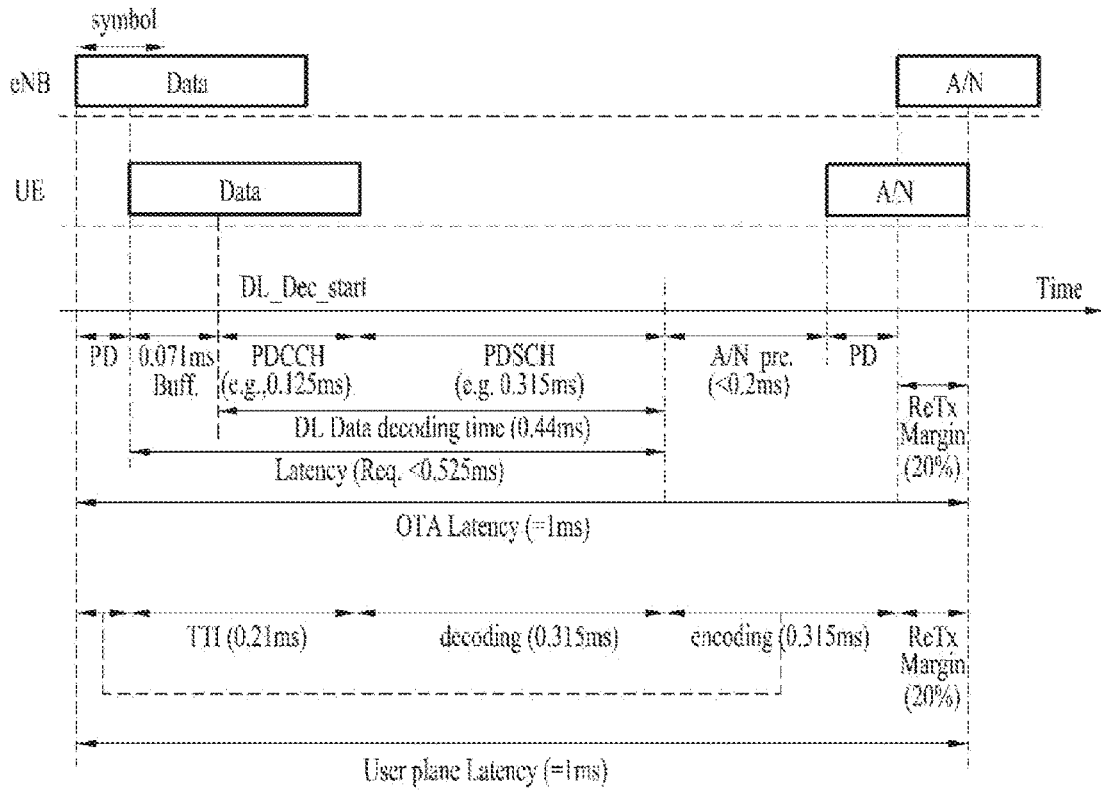 symbol
eNB Data A/N
UE Data A/N
DL_Dec_start Time
PD 0.071ms PDCCH PDSCH A/N pre. PD
Buff. (e.g.,0.125ms) (e.g. 0.315ms) (<0.2ms)
ReTx
DL Data decoding time (0.44ms) Margin
Latency (Req. <0.525ms) (20%)
OTA Latency (=1ms)
TTI (0.21ms) decoding (0.315ms) encoding (0.315ms) ReTx
Margin
(20%)
User plane Latency (=1ms)